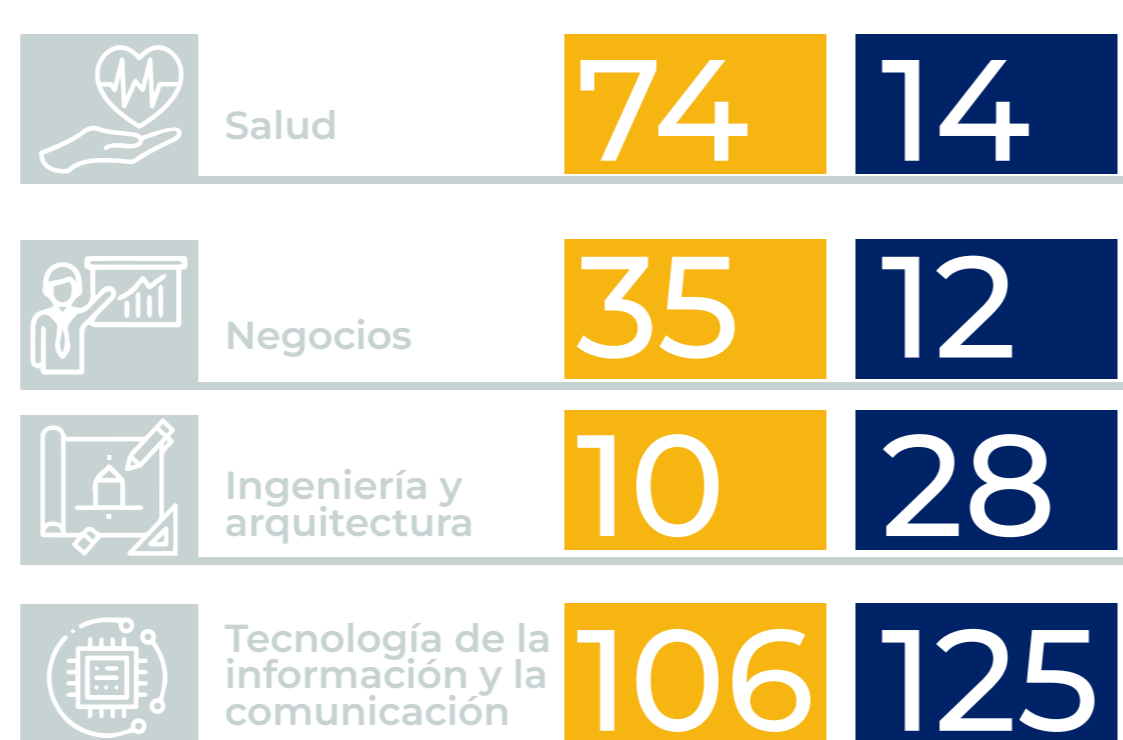 Salud 74 14
Negocios 35 12
Ingeniería y
arquitectura 10 28
Tecnología de la
información y la 106 125
comunicación